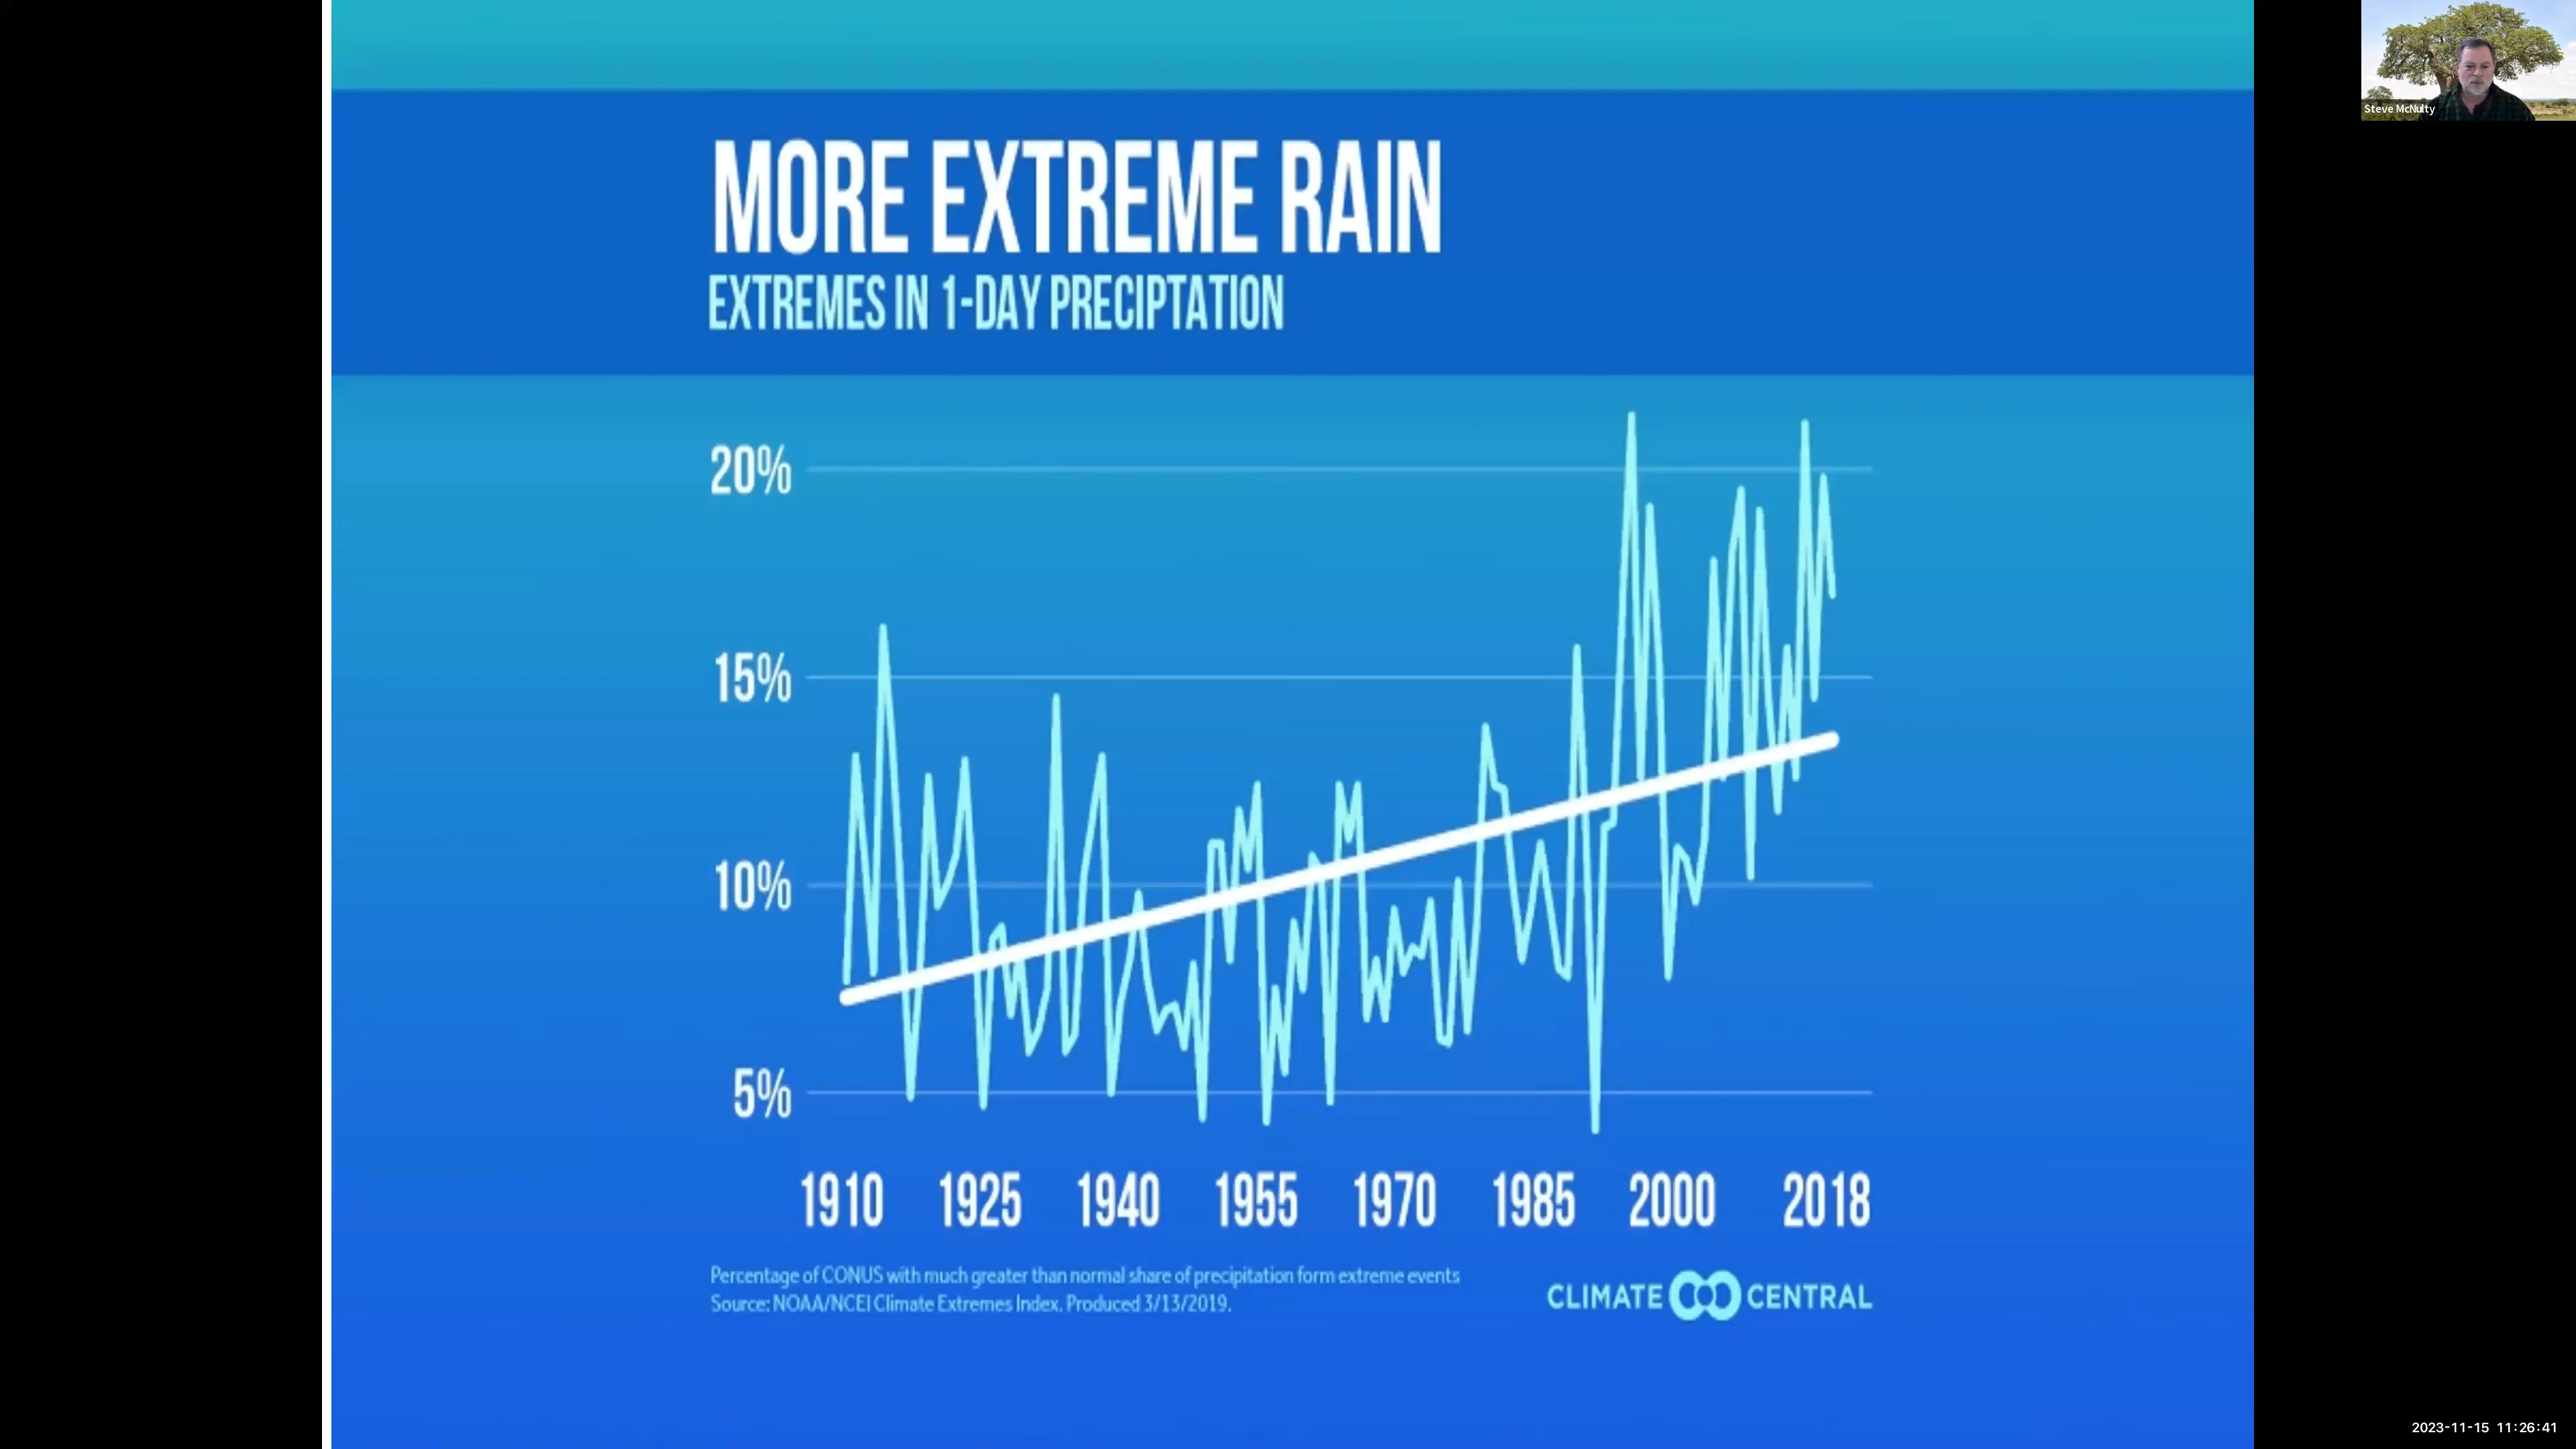 MORE EXTREME RAIN
EXTREMES IN 1-DAY PRECIPTATION
20%
15%
10%
5%
1910 1925 1940 1955 1970 1985 2000 2018
Percentage of CONUS with much greater than normal share of precipitation form extreme events
Source: NOAA/NCEI Climate Extremes Index. Produced 3/13/2019.
CLIMATE CENTRAL
Steve McNulty
2023-11-15 11:26:41